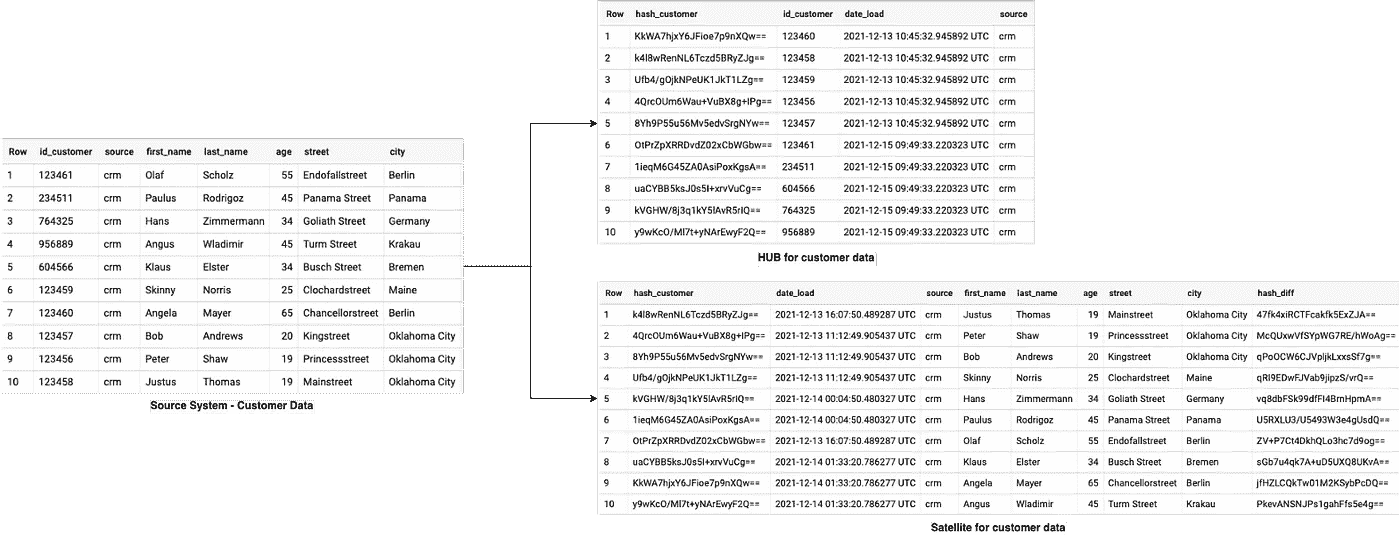 Row id_customer source first_name last_name age street city
1 123461 crm Olaf Scholz 55 Endofallstreet Berlin
2 234511 crm Paulus Rodrigoz 45 Panama Street Panama
3 764325 crm Hans Zimmermann 34 Goliath Street Germany
4 956889 crm Angus Wladimir 45 Turm Street Krakau
5 604566 crm Klaus Elster 34 Busch Street Bremen
6 123459 crm Skinny Norris 25 Clochardstreet Maine
7 123460 crm Angela Mayer 65 Chancellorstreet Berlin
8 123457 crm Bob Andrews 20 Kingstreet Oklahoma City
9 123456 crm Peter Shaw 19 Princessstreet Oklahoma City
10 123458 crm Justus Thomas 19 Mainstreet Oklahoma City
Source System - Customer Data
Row hash_customer id_customer date_load source
1 KkWA7hjxY6JFioe7p9nXQw== 123460 2021-12-13 10:45:32.945892 UTC crm
2 k4l8wRenNL6Tczd5BRyZJg== 123458 2021-12-13 10:45:32.945892 UTC crm
3 Ufb4/gOjkNPeUK1JkT1LZg== 123459 2021-12-13 10:45:32.945892 UTC crm
4 4QrcOUm6Wau+VuBX8g+IPg== 123456 2021-12-13 10:45:32.945892 UTC crm
5 8Yh9P55u56Mv5edvSrgNYw== 123457 2021-12-13 10:45:32.945892 UTC crm
6 OtPrZpXRRDvdZ02xCbWGbw== 123461 2021-12-15 09:49:33.220323 UTC crm
7 1ieqM6G45ZA0AsiPoxKgsA== 234511 2021-12-15 09:49:33.220323 UTC crm
8 uaCYBB5ksJ0s5I+xrvVuCg== 604566 2021-12-15 09:49:33.220323 UTC crm
9 kVGHW/8j3q1kY5lAvR5rIQ== 764325 2021-12-15 09:49:33.220323 UTC crm
10 y9wKcO/Ml7t+yNArEwyF2Q== 956889 2021-12-15 09:49:33.220323 UTC crm
HUB for customer data
Row hash_customer date_load source first_name last_name age street city hash_diff
1 k4l8wRenNL6Tczd5BRyZJg== 2021-12-13 16:07:50.489287 UTC crm Justus Thomas 19 Mainstreet Oklahoma City 47fk4xiRCTFcakfk5ExZJA==
2 4QrcOUm6Wau+VuBX8g+IPg== 2021-12-13 11:12:49.905437 UTC crm Peter Shaw 19 Princessstreet Oklahoma City McQUxwVfSYpWG7RE/hWoAg==
3 8Yh9P55u56Mv5edvSrgNYw== 2021-12-13 11:12:49.905437 UTC crm Bob Andrews 20 Kingstreet Oklahoma City qPoOCW6CJVpljkLxxsSf7g==
4 Ufb4/gOjkNPeUK1JkT1LZg== 2021-12-13 11:12:49.905437 UTC crm Skinny Norris 25 Clochardstreet Maine qRI9EDwFJVab9jipzS/vrQ==
5 kVGHW/8j3q1kY5lAvR5rIQ== 2021-12-14 00:04:50.480327 UTC crm Hans Zimmermann 34 Goliath Street Germany vq8dbFSk99dfFI4BrnHpmA==
6 1ieqM6G45ZA0AsiPoxKgsA== 2021-12-14 00:04:50.480327 UTC crm Paulus Rodrigoz 45 Panama Street Panama U5RXLU3/U5493W3e4gUsdQ==
7 OtPrZpXRRDvdZ02xCbWGbw== 2021-12-13 16:07:50.489287 UTC crm Olaf Scholz 55 Endofallstreet Berlin ZV+P7Ct4DkhQLo3hc7d9og==
8 uaCYBB5ksJ0s5I+xrvVuCg== 2021-12-14 01:33:20.786277 UTC crm Klaus Elster 34 Busch Street Bremen sGb7u4qk7A+uD5UXQ8UKvA==
9 KkWA7hjxY6JFioe7p9nXQw== 2021-12-14 01:33:20.786277 UTC crm Angela Mayer 65 Chancellorstreet Berlin jfHZLCQkTw01M2KSybPcDQ==
10 y9wKcO/Ml7t+yNArEwyF2Q== 2021-12-14 01:33:20.786277 UTC crm Angus Wladimir 45 Turm Street Krakau PkevANSNJPs1gahFfs5e4g==
Satellite for customer data